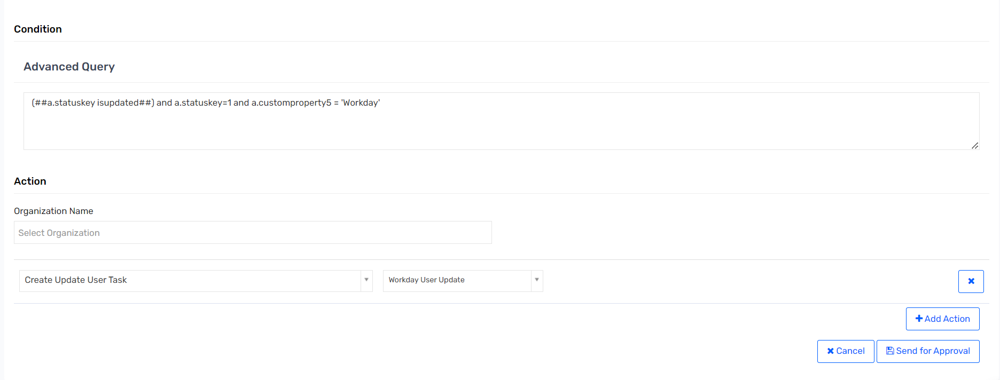 Condition
Advanced Query
(##a.statuskey isupdated##) and a.statuskey=1 and a.customproperty5 = 'Workday'
Action
Organization Name
Select Organization
Create Update User Task
Workday User Update
Add Action
Cancel
Send for Approval